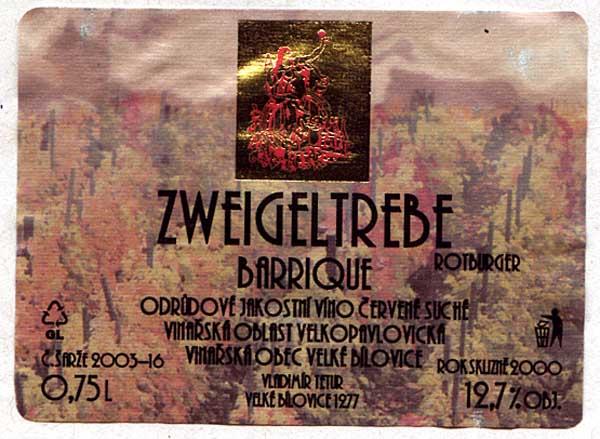 ZWEIGELTREBE
BARRIQUE
ROTBURGER
ODRŮDOVÉ JAKOSTNÍ VÍNO ČERVENÉ SUCHÉ
VINAŘSKÁ OBLAST VELKOPAVLOVICKÁ
VINAŘSKÁ OBEC VELKÉ BÍLOVICE
GL
Č. ŠARŽE 2003-16
0,75 L
VLADIMÍR TETUR
VELKÉ BÍLOVICE 1277
ROK SKLIZNĚ 2000
12,7% OBJ.